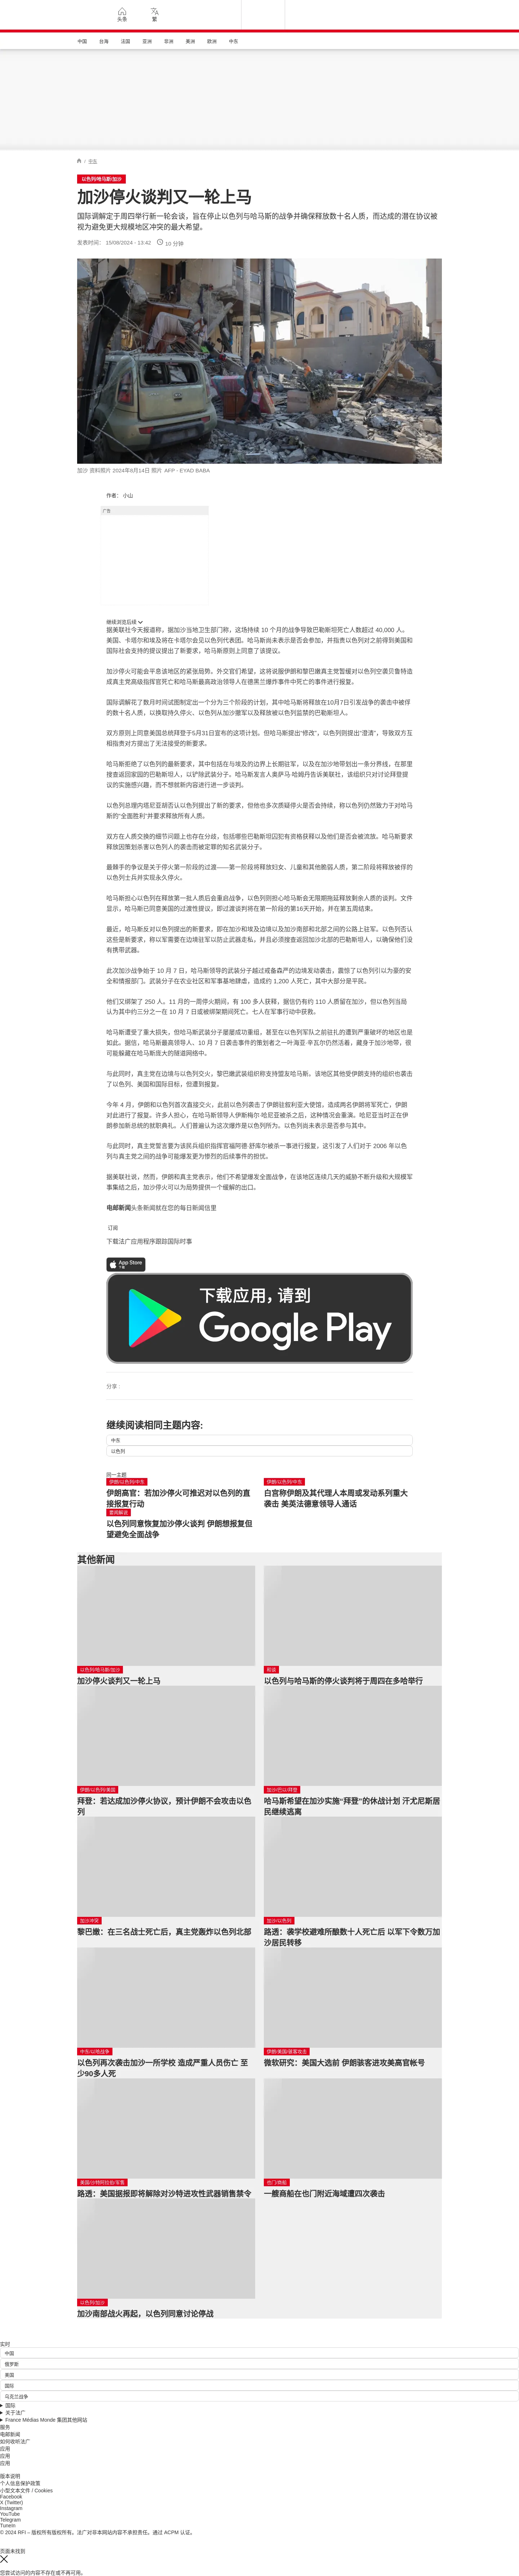 头条
繁
中国 台海 法国 亚洲 非洲 美洲 欧洲 中东
/ 中东
以色列/哈马斯/加沙
加沙停火谈判又一轮上马
国际调解定于周四举行新一轮会谈，旨在停止以色列与哈马斯的战争并确保释放数十名人质，而达成的潜在协议被
视为避免更大规模地区冲突的最大希望。
发表时间： 15/08/2024 - 13:42 10 分钟
加沙 资料照片 2024年8月14日 照片 AFP - EYAD BABA
作者： 小山
广告
继续浏览后续
据美联社今天报道称，据加沙当地卫生部门称，这场持续 10 个月的战争导致巴勒斯坦死亡人数超过 40,000 人。
美国、卡塔尔和埃及将在卡塔尔会见以色列代表团。哈马斯尚未表示是否会参加，并指责以色列对之前得到美国和
国际社会支持的提议提出了新要求，哈马斯原则上同意了该提议。
加沙停火可能会平息该地区的紧张局势。外交官们希望，这将说服伊朗和黎巴嫩真主党暂缓对以色列空袭贝鲁特造
成真主党高级指挥官死亡和哈马斯最高政治领导人在德黑兰爆炸事件中死亡的事件进行报复。
国际调解花了数月时间试图制定出一个分为三个阶段的计划，其中哈马斯将释放在10月7日引发战争的袭击中被俘
的数十名人质，以换取持久停火、以色列从加沙撤军以及释放被以色列监禁的巴勒斯坦人。
双方原则上同意美国总统拜登于5月31日宣布的这项计划。但哈马斯提出“修改”，以色列则提出“澄清”，导致双方互
相指责对方提出了无法接受的新要求。
哈马斯拒绝了以色列的最新要求，其中包括在与埃及的边界上长期驻军，以及在加沙地带划出一条分界线，在那里
搜查返回家园的巴勒斯坦人，以铲除武装分子。哈马斯发言人奥萨马·哈姆丹告诉美联社，该组织只对讨论拜登提
议的实施感兴趣，而不想就新内容进行进一步谈判。
以色列总理内塔尼亚胡否认以色列提出了新的要求，但他也多次质疑停火是否会持续，称以色列仍然致力于对哈马
斯的“全面胜利”并要求释放所有人质。
双方在人质交换的细节问题上也存在分歧，包括哪些巴勒斯坦囚犯有资格获释以及他们是否会被流放。哈马斯要求
释放因策划杀害以色列人的袭击而被定罪的知名武装分子。
最棘手的争议是关于停火第一阶段的过渡——第一阶段将释放妇女、儿童和其他脆弱人质，第二阶段将释放被俘的
以色列士兵并实现永久停火。
哈马斯担心以色列在释放第一批人质后会重启战争，以色列则担心哈马斯会无限期拖延释放剩余人质的谈判。文件
显示，哈马斯已同意美国的过渡性提议，即过渡谈判将在第一阶段的第16天开始，并在第五周结束。
最近，哈马斯反对以色列提出的新要求，即在加沙和埃及边境以及加沙南部和北部之间的公路上驻军。以色列否认
这些是新要求，称以军需要在边境驻军以防止武器走私，并且必须搜查返回加沙北部的巴勒斯坦人，以确保他们没
有携带武器。
此次加沙战争始于 10 月 7 日，哈马斯领导的武装分子越过戒备森严的边境发动袭击，震惊了以色列引以为豪的安
全和情报部门。武装分子在农业社区和军事基地肆虐，造成约 1,200 人死亡，其中大部分是平民。
他们又绑架了 250 人。11 月的一周停火期间，有 100 多人获释，据信仍有约 110 人质留在加沙，但以色列当局
认为其中约三分之一在 10 月 7 日或被绑架期间死亡。七人在军事行动中获救。
哈马斯遭受了重大损失，但哈马斯武装分子屡屡成功重组，甚至在以色列军队之前驻扎的遭到严重破坏的地区也是
如此。据信，哈马斯最高领导人、10 月 7 日袭击事件的策划者之一叶海亚·辛瓦尔仍然活着，藏身于加沙地带，很
可能躲藏在哈马斯庞大的隧道网络中。
与此同时，真主党在边境与以色列交火，黎巴嫩武装组织称支持盟友哈马斯。该地区其他受伊朗支持的组织也袭击
了以色列、美国和国际目标，但遭到报复。
今年 4 月，伊朗和以色列首次直接交火，此前以色列袭击了伊朗驻叙利亚大使馆，造成两名伊朗将军死亡，伊朗
对此进行了报复。许多人担心，在哈马斯领导人伊斯梅尔·哈尼亚被杀之后，这种情况会重演。哈尼亚当时正在伊
朗参加新总统的就职典礼。人们普遍认为这次爆炸是以色列所为。以色列尚未表示是否参与其中。
与此同时，真主党誓言要为该民兵组织指挥官福阿德·舒库尔被杀一事进行报复，这引发了人们对于 2006 年以色
列与真主党之间的战争可能爆发更为惨烈的后续事件的担忧。
据美联社说，然而，伊朗和真主党表示，他们不希望爆发全面战争，在该地区连续几天的威胁不断升级和大规模军
事集结之后，加沙停火可以为局势提供一个缓解的出口。
电邮新闻头条新闻就在您的每日新闻信里
订阅
下载法广应用程序跟踪国际时事
App Store
下载
下载应用，请到
Google Play
分享 :
继续阅读相同主题内容:
中东
以色列
同一主题
伊朗/以色列/中东
伊朗高官：若加沙停火可推迟对以色列的直
接报复行动
伊朗/以色列/中东
白宫称伊朗及其代理人本周或发动系列重大
袭击 美英法德意领导人通话
要闻解说
以色列同意恢复加沙停火谈判 伊朗想报复但
望避免全面战争
其他新闻
以色列/哈马斯/加沙
加沙停火谈判又一轮上马
和谈
以色列与哈马斯的停火谈判将于周四在多哈举行
伊朗/以色列/美国
拜登：若达成加沙停火协议，预计伊朗不会攻击以色
列
加沙/巴以/拜登
哈马斯希望在加沙实施“拜登”的休战计划 汗尤尼斯居
民继续逃离
加沙冲突
黎巴嫩：在三名战士死亡后，真主党轰炸以色列北部
加沙/以色列
路透：袭学校避难所酿数十人死亡后 以军下令数万加
沙居民转移
中东/以哈战争
以色列再次袭击加沙一所学校 造成严重人员伤亡 至
少90多人死
伊朗/美国/骇客攻击
微软研究：美国大选前 伊朗骇客进攻美高官帐号
美国/沙特阿拉伯/军售
路透：美国据报即将解除对沙特进攻性武器销售禁令
也门/商船
一艘商船在也门附近海域遭四次袭击
以色列/加沙
加沙南部战火再起，以色列同意讨论停战
实时
中国
俄罗斯
美国
国际
乌克兰战争
国际
关于法广
France Médias Monde 集团其他网站
服务
电邮新闻
如何收听法广
应用
应用
应用
版本说明
个人信息保护政策
小型文本文件 / Cookies
Facebook
X (Twitter)
Instagram
YouTube
Telegram
TuneIn
© 2024 RFI – 版权所有版权所有。法广对非本网站内容不承担责任。通过 ACPM 认证。
页面未找到
您尝试访问的内容不存在或不再可用。